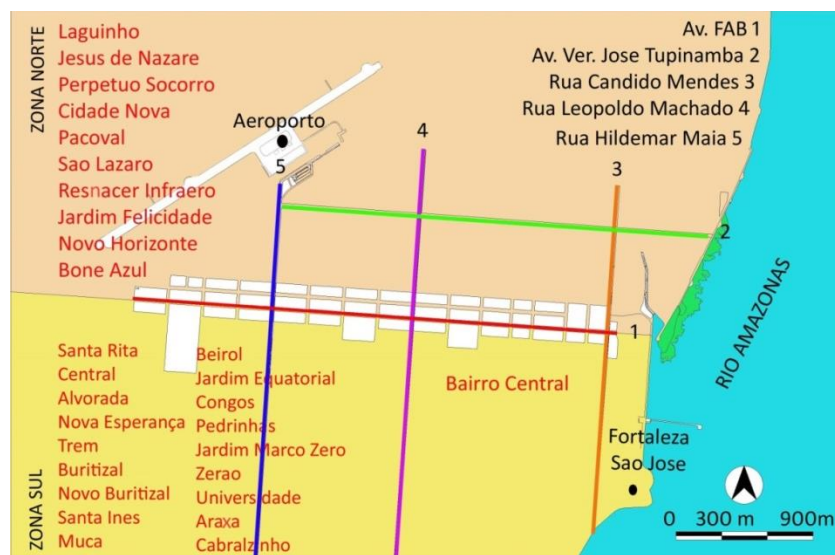 ZONA NORTE
Laguinho
Jesus de Nazare
Perpetuo Socorro
Cidade Nova
Pacoval
Sao Lazaro
Resnacer Infraero
Jardim Felicidade
Novo Horizonte
Bone Azul
Aeroporto
5
4
3
Av. FAB 1
Av. Ver. Jose Tupinamba 2
Rua Candido Mendes 3
Rua Leopoldo Machado 4
Rua Hildemar Maia 5
2
1
RIO AMAZONAS
ZONA SUL
Santa Rita
Central
Alvorada
Nova Esperança
Trem
Buritizal
Novo Buritizal
Santa Ines
Muca
Beirol
Jardim Equatorial
Congos
Pedrinhas
Jardim Marco Zero
Zerao
Universidade
Araxa
Cabralzinho
Bairro Central
Fortaleza
Sao Jose
0 300 m 900m